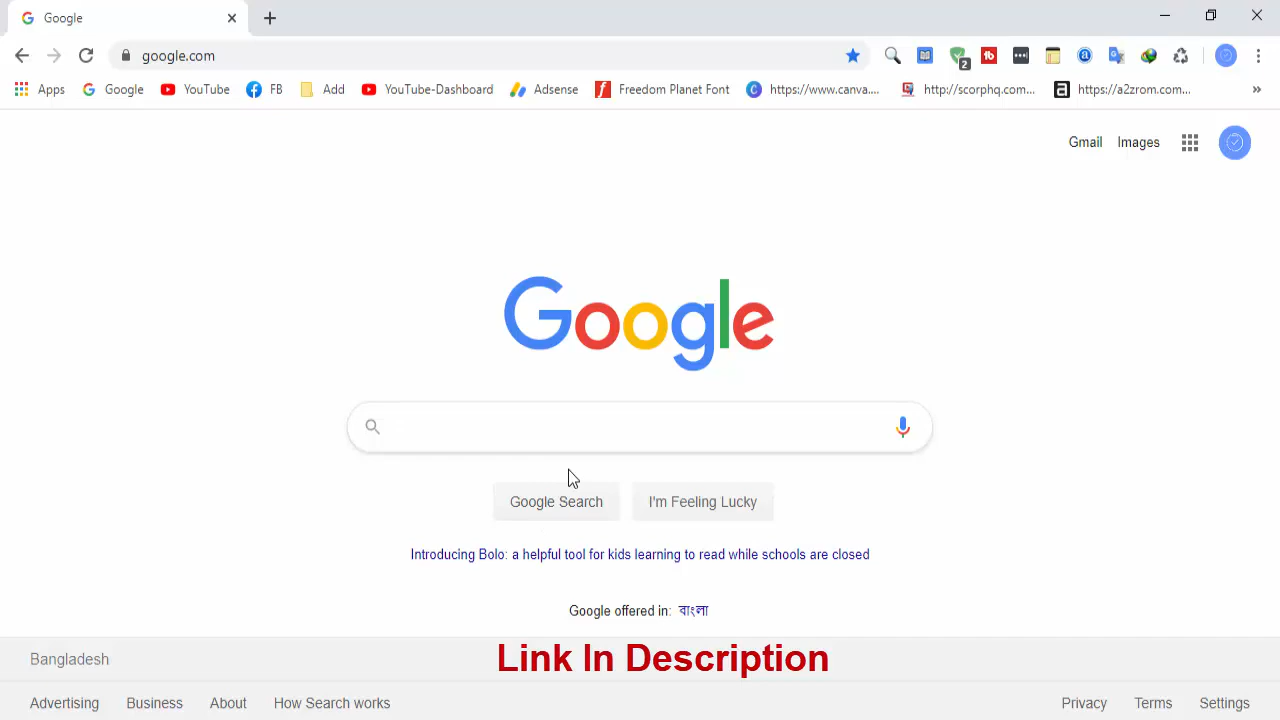 Google
google.com
2
Apps Google YouTube FB Add YouTube-Dashboard Adsense Freedom Planet Font https://www.canva.... http://scorphq.com... https://a2zrom.com...
Gmail Images
Google
Google Search I'm Feeling Lucky
Introducing Bolo: a helpful tool for kids learning to read while schools are closed
Google offered in: বাংলা
Bangladesh
Link In Description
Advertising Business About How Search works Privacy Terms Settings